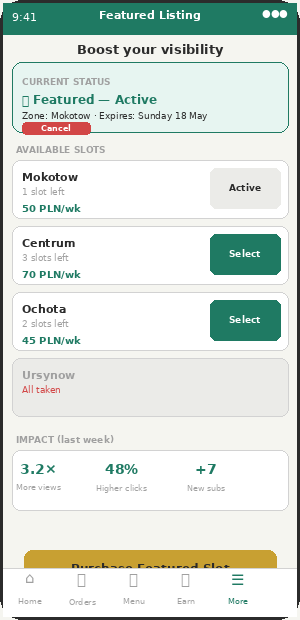 9:41
Featured Listing
Boost your visibility
CURRENT STATUS
Featured — Active
Zone: Mokotow · Expires: Sunday 18 May
Cancel
AVAILABLE SLOTS
Mokotow
1 slot left
50 PLN/wk
Active
Centrum
3 slots left
70 PLN/wk
Select
Ochota
2 slots left
45 PLN/wk
Select
Ursynow
All taken
IMPACT (last week)
3.2× 48% +7
More views Higher clicks New subs
Purchase Featured Slot
Home Orders Menu Earn More